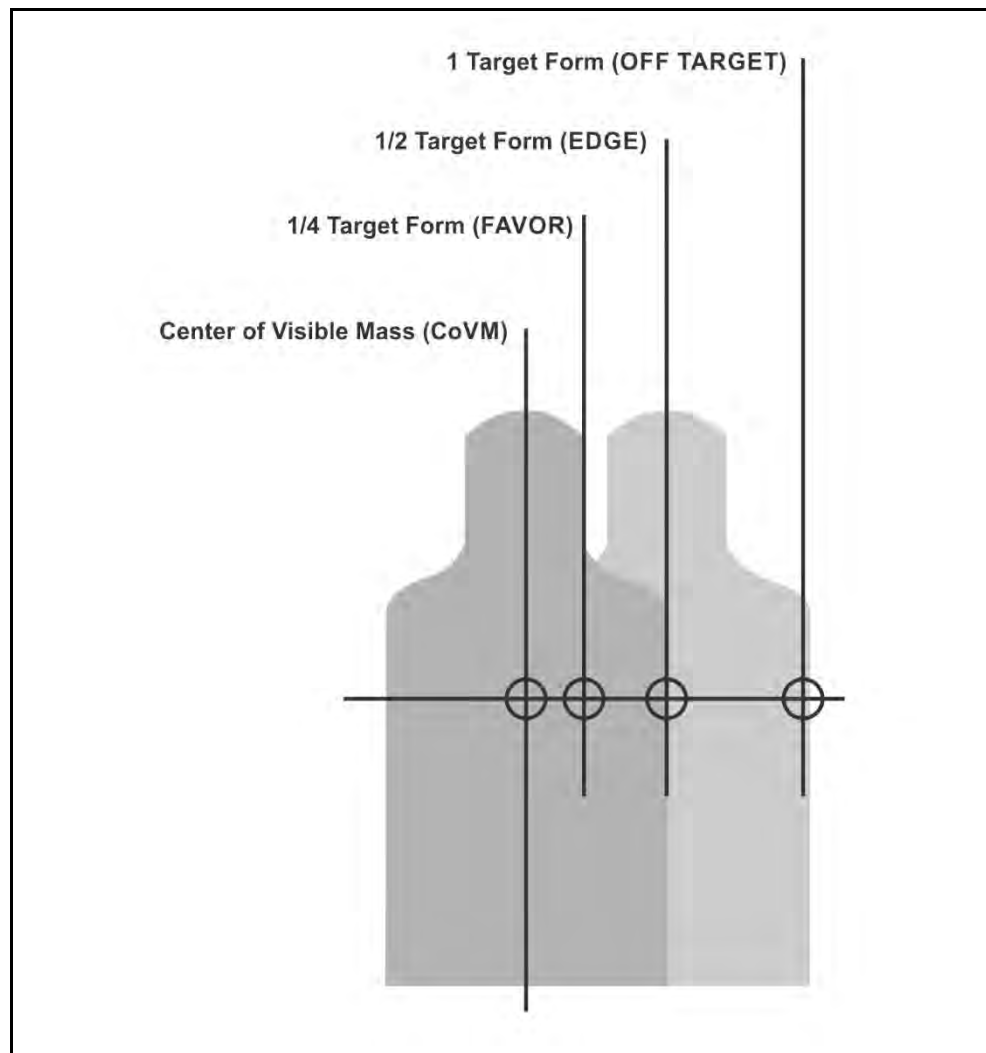 1 Target Form (OFF TARGET)
1/2 Target Form (EDGE)
1/4 Target Form (FAVOR)
Center of Visible Mass (CoVM)